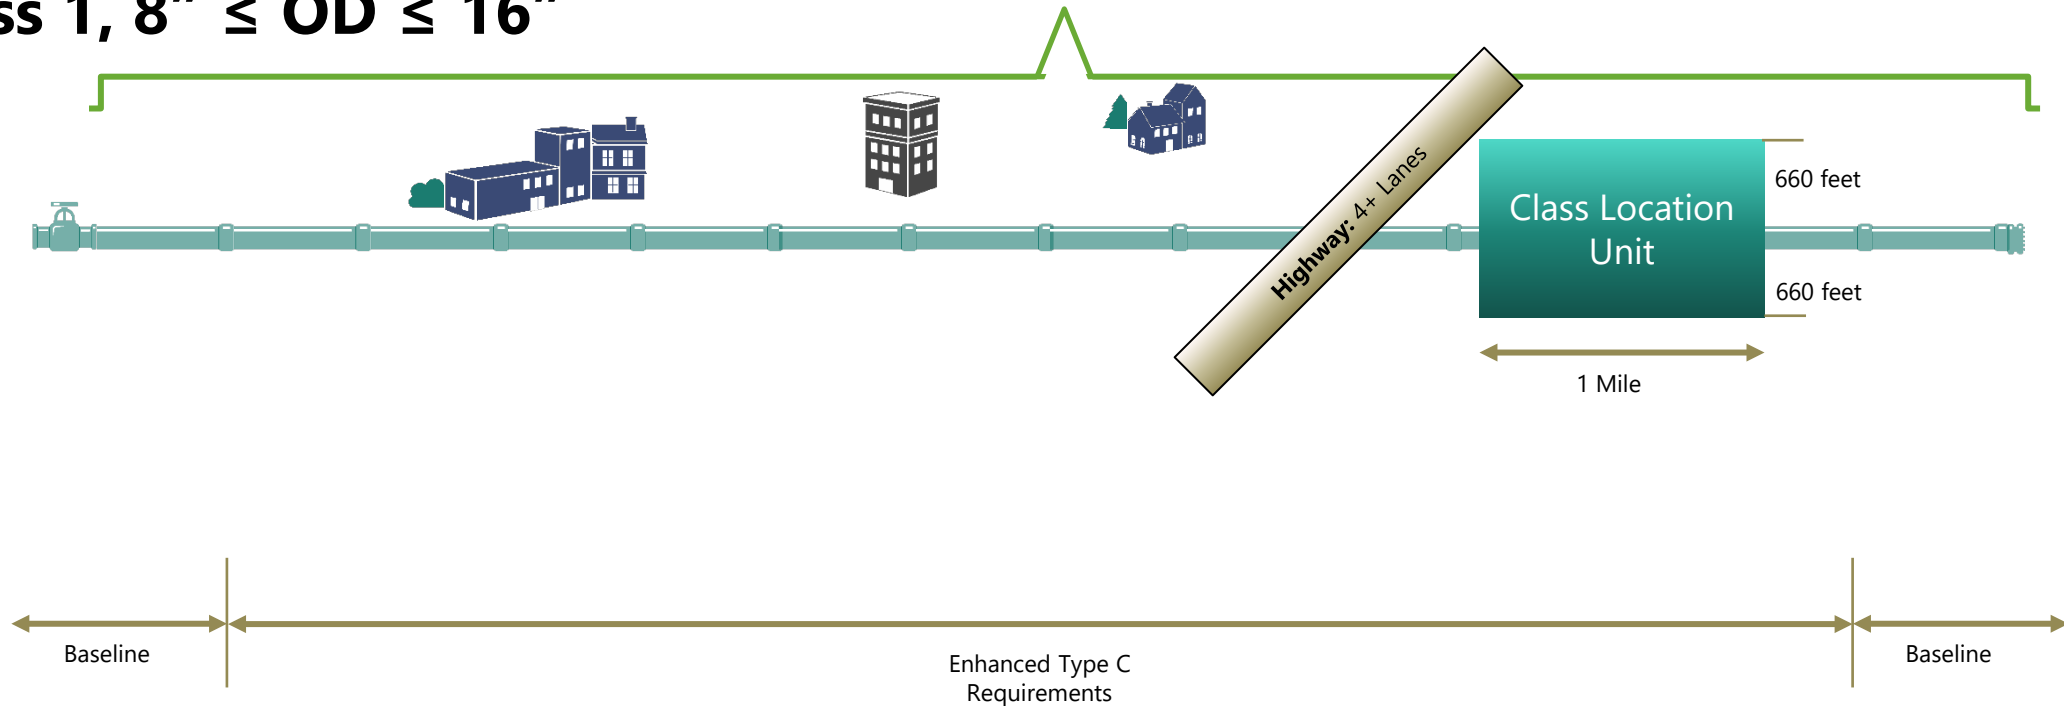 ss 1, 8” ≤ OD ≤ 16”
Highway: 4+ Lanes
Class Location
Unit
660 feet
660 feet
1 Mile
Baseline
Enhanced Type C
Requirements
Baseline